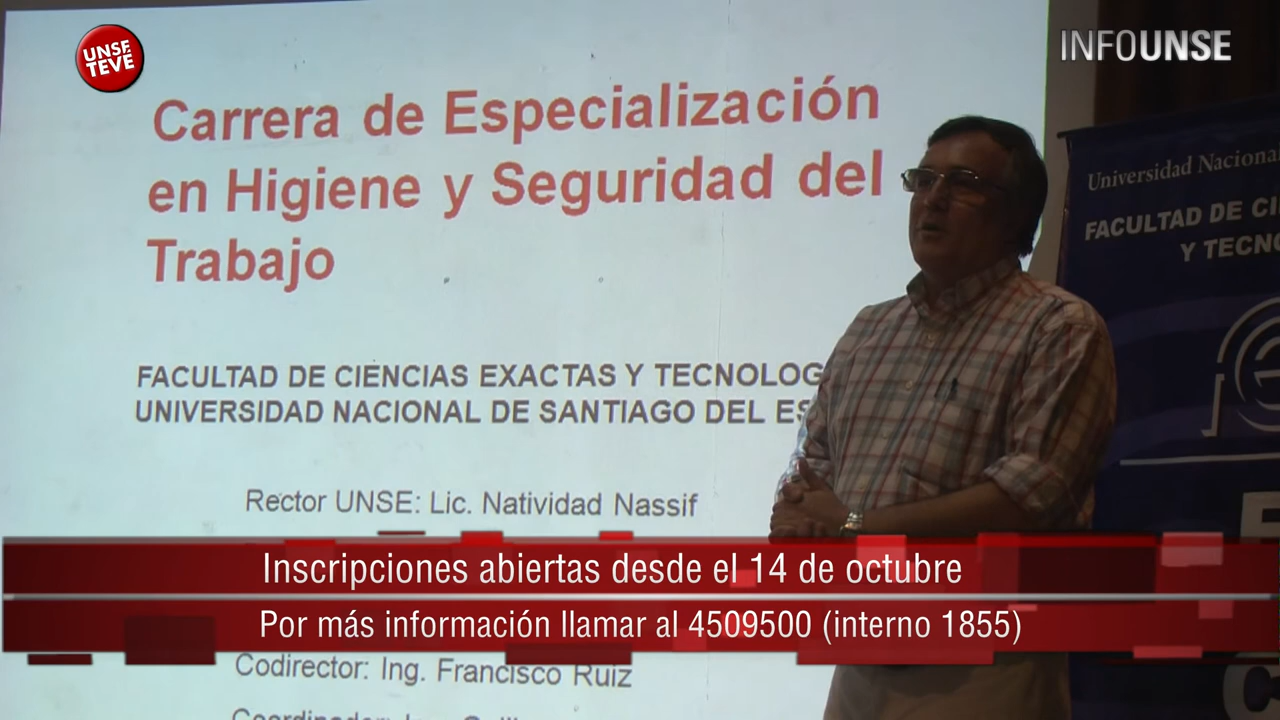 UNSE
TEVÉ
INFOUNSE
Carrera de Especialización
en Higiene y Seguridad del
Trabajo
FACULTAD DE CIENCIAS EXACTAS Y TECNOLOG
UNIVERSIDAD NACIONAL DE SANTIAGO DEL ES
Rector UNSE: Lic. Natividad Nassif
Codirector: Ing. Francisco Ruiz
Universidad Naciona
FACULTAD DE CI
Y TECNO
Inscripciones abiertas desde el 14 de octubre
Por más información llamar al 4509500 (interno 1855)